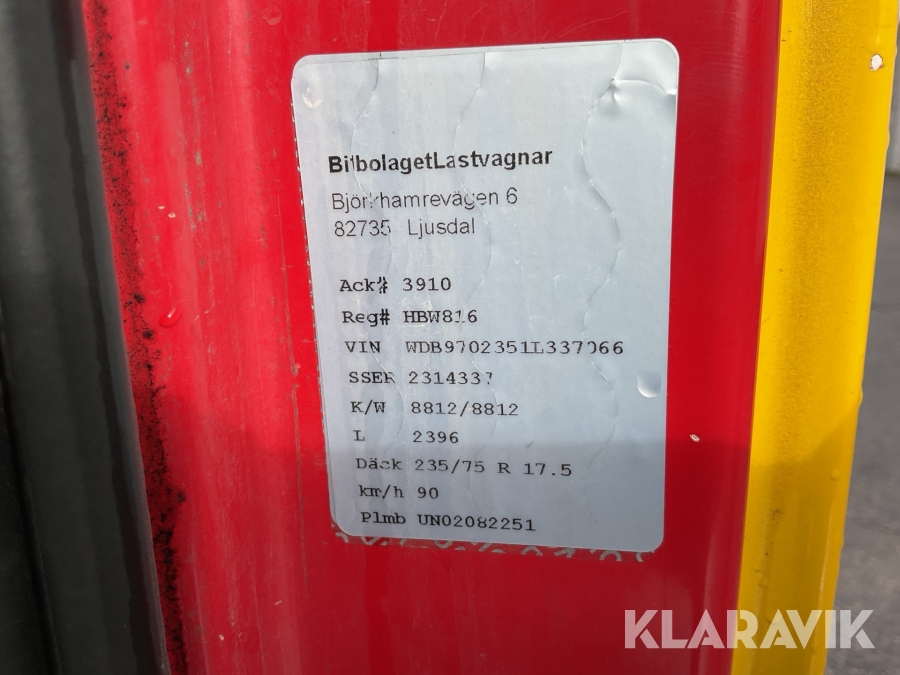 BilbolagetLastvagnar
Björkhamrevägen 6
82735 Ljusdal
Ack# 3910
Reg# HBW816
VIN WDB9702351L337066
SSER 2314337
K/W 8812/8812
L 2396
Däck 235/75 R 17.5
km/h 90
Plmb UN02082251
KLARAVIK